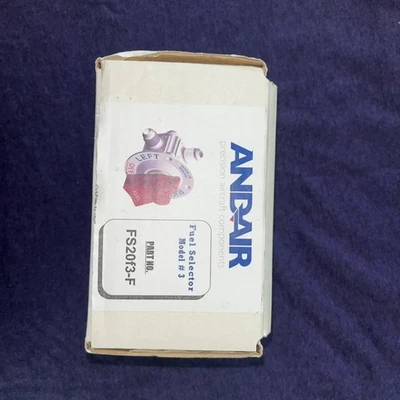 ANDAIR
precision aircraft components
LEFT
Fuel Selector
Model # 3
PART NO.
FS20f3-F